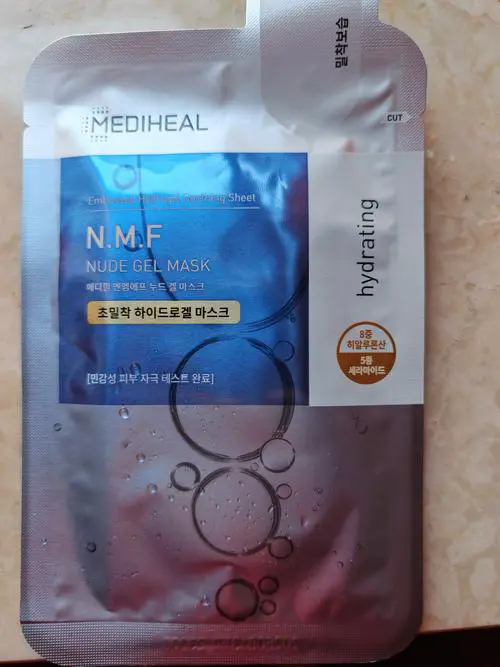 밀착보습
CUT
MEDIHEAL
Sheet
N.M.F
NUDE GEL MASK
메디힐 엔엠에프 누드 겔 마스크
초밀착 하이드로겔 마스크
[민감성 피부 자극 테스트 완료]
hydrating
8종
히알루론산
5종
세라마이드